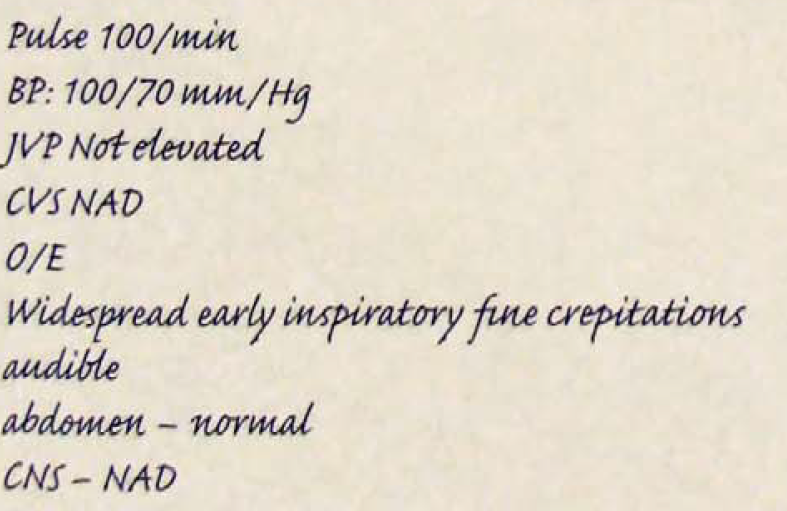 Pulse 100/min
BP: 100/70 mm/Hg
JVP Not elevated
CVS NAD
O/E
Widespread early inspiratory fine crepitations
audible
abdomen – normal
CNS – NAD